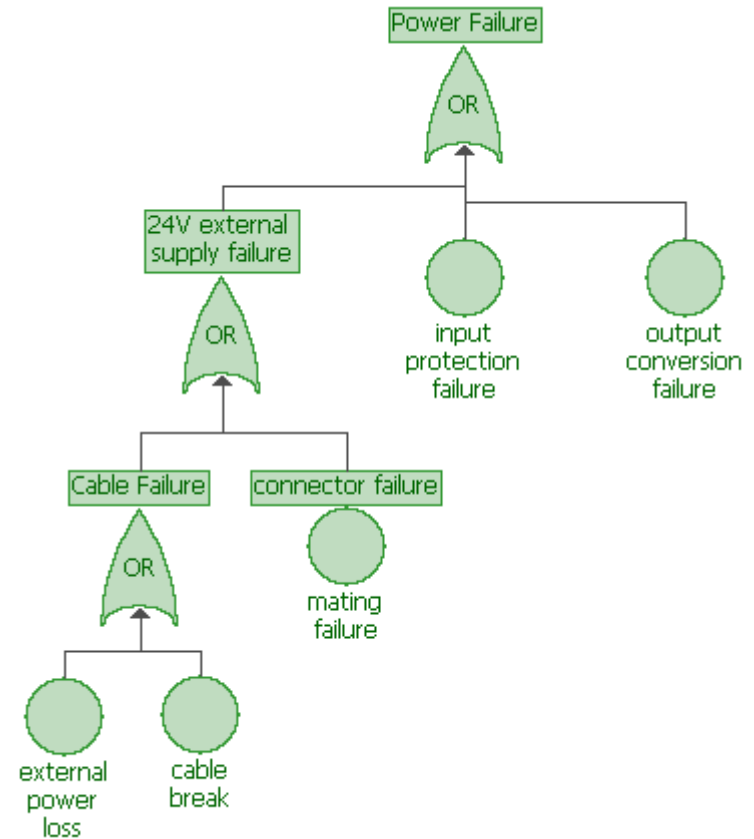 Power Failure
OR
24V external
supply failure
OR
input
protection
failure
output
conversion
failure
Cable Failure
connector failure
OR
mating
failure
external
power
loss
cable
break